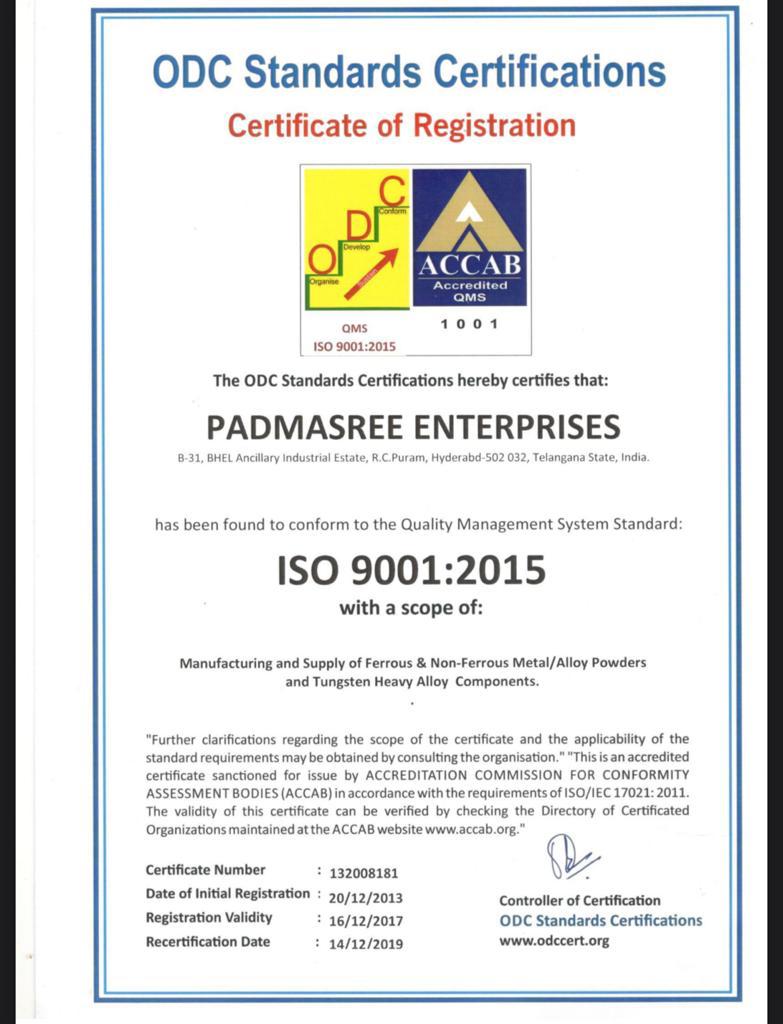 ODC Standards Certifications
Certificate of Registration
C
Conform
D
Develop
O
Organise
ACCAB
Accredited
QMS
QMS
ISO 9001:2015
1 0 0 1
The ODC Standards Certifications hereby certifies that:
PADMASREE ENTERPRISES
B-31, BHEL Ancillary Industrial Estate, R.C.Puram, Hyderabd-502 032, Telangana State, India.
has been found to conform to the Quality Management System Standard:
ISO 9001:2015
with a scope of:
Manufacturing and Supply of Ferrous & Non-Ferrous Metal/Alloy Powders
and Tungsten Heavy Alloy Components.
"Further clarifications regarding the scope of the certificate and the applicability of the
standard requirements may be obtained by consulting the organisation." "This is an accredited
certificate sanctioned for issue by ACCREDITATION COMMISSION FOR CONFORMITY
ASSESSMENT BODIES (ACCAB) in accordance with the requirements of ISO/IEC 17021: 2011.
The validity of this certificate can be verified by checking the Directory of Certificated
Organizations maintained at the ACCAB website www.accab.org."
Certificate Number : 132008181
Date of Initial Registration : 20/12/2013
Registration Validity : 16/12/2017
Recertification Date : 14/12/2019
Controller of Certification
ODC Standards Certifications
www.odccert.org